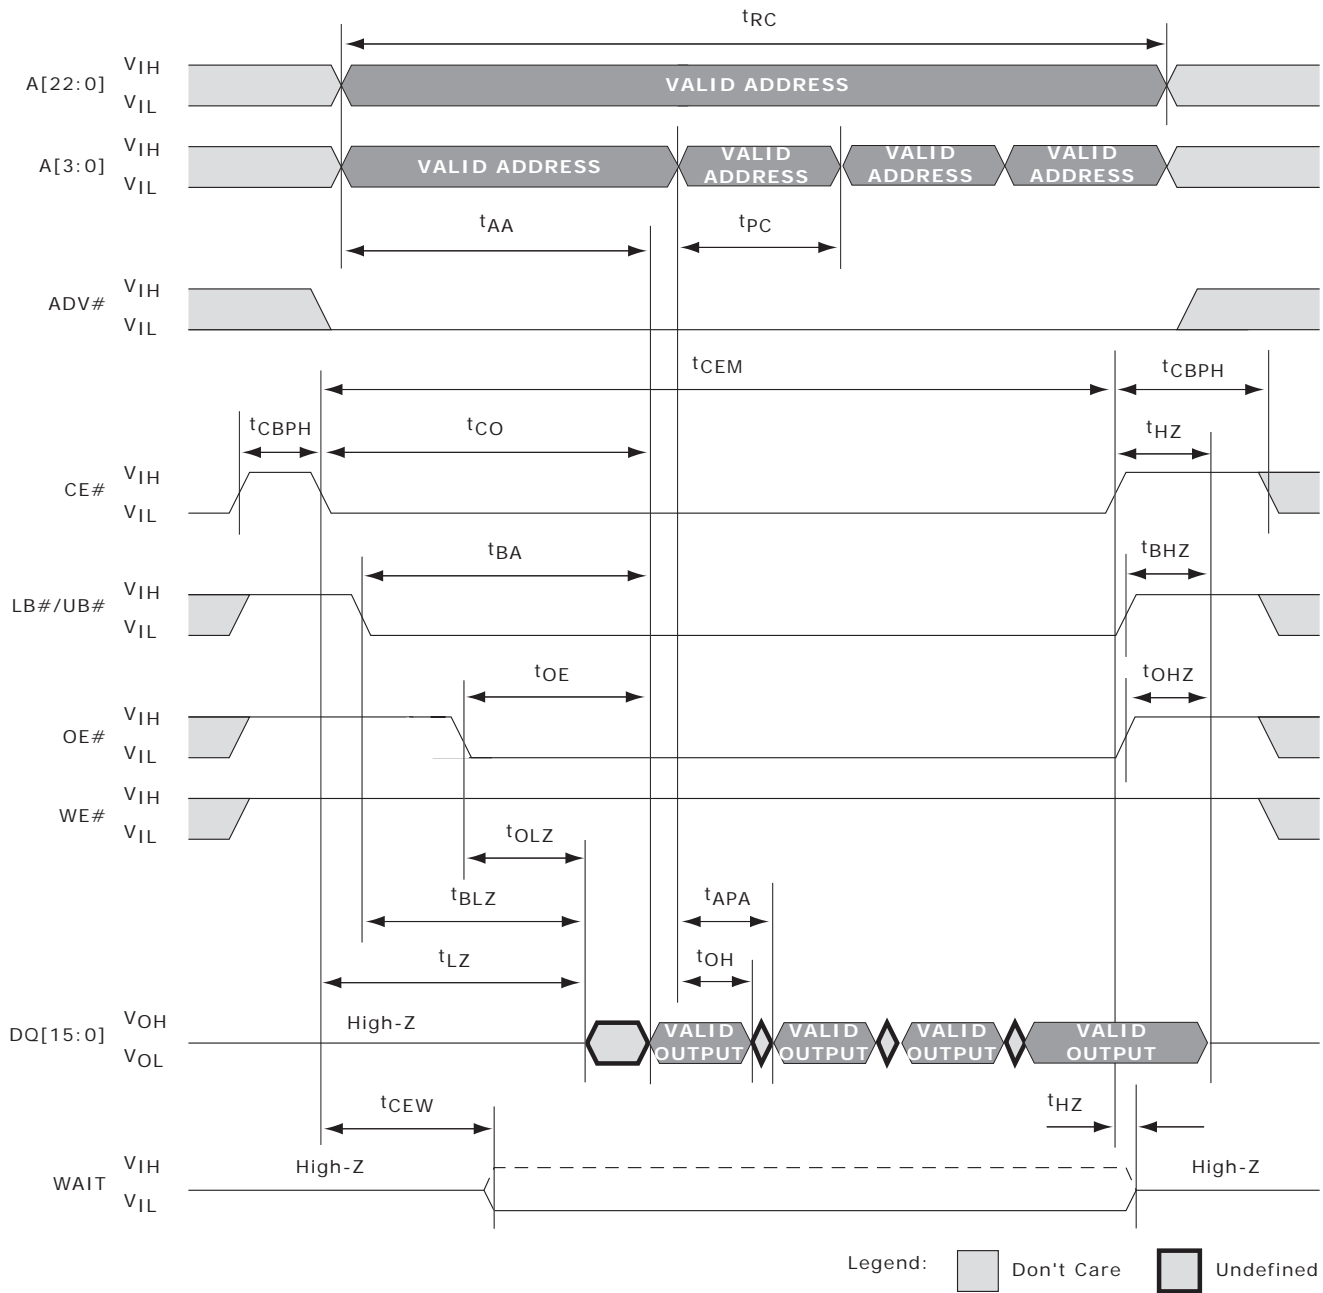 tRC
A[22:0] VIH VALID ADDRESS
VIL
A[3:0] VIH VALID ADDRESS VALID ADDRESS VALID ADDRESS VALID ADDRESS
VIL
tAA tPC
ADV# VIH
VIL
tCEM tCBPH
tCBPH tCO tHZ
CE# VIH
VIL
tBA tBHZ
LB#/UB# VIH
VIL
tOE tOHZ
OE# VIH
VIL
WE# VIH
VIL
tOLZ
tBLZ tAPA
tLZ tOH
DQ[15:0] VOH High-Z VALID OUTPUT VALID OUTPUT VALID OUTPUT VALID OUTPUT
VOL
tCEW tHZ
WAIT VIH High-Z High-Z
VIL
Legend: Don't Care Undefined